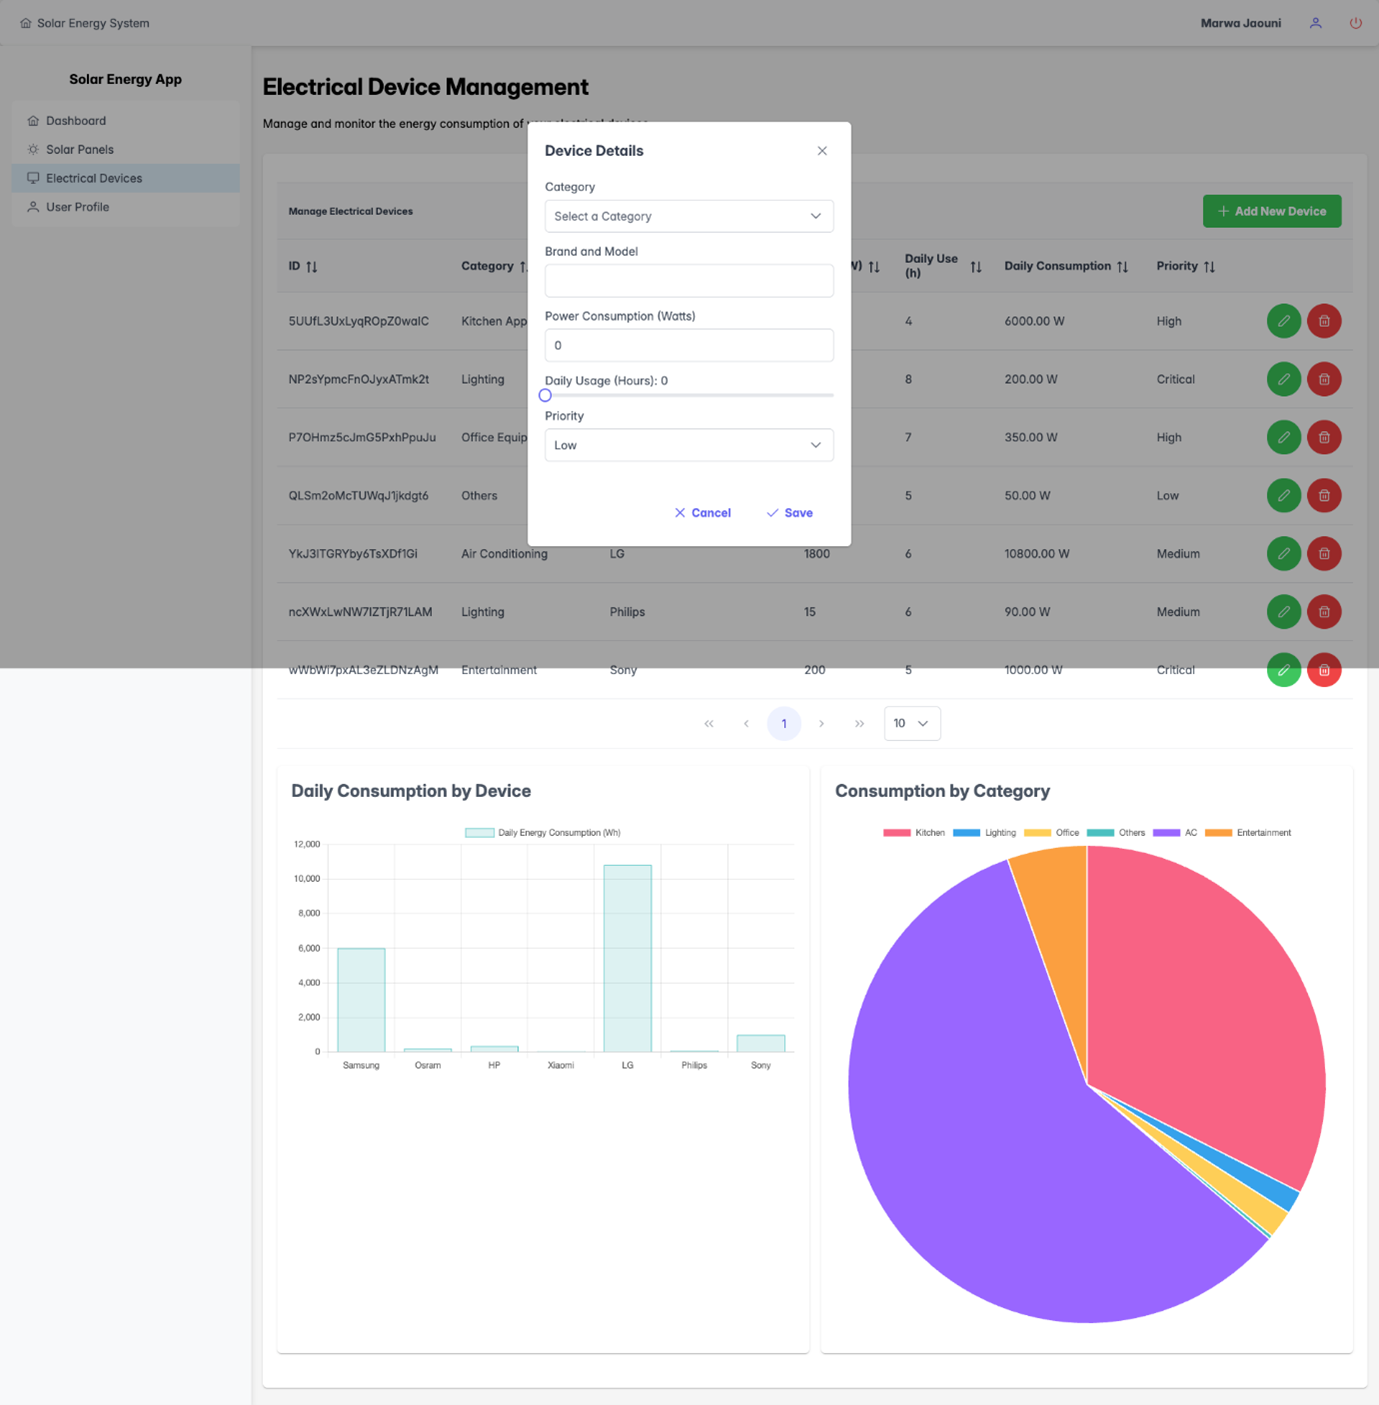 Solar Energy System
Marwa Jaouni
Solar Energy App
Dashboard
Solar Panels
Electrical Devices
User Profile
Electrical Device Management
Manage and monitor the energy consumption of your electrical devices
Manage Electrical Devices
+ Add New Device
ID Category W) Daily Use (h) Daily Consumption Priority
5UUfL3UxLyqROpZ0waIC Kitchen App 4 6000.00 W High
NP2sYpmcFnOJyxATmk2t Lighting 8 200.00 W Critical
P7OHmz5cJmG5PxhPpuJu Office Equip 7 350.00 W High
QLSm2oMcTUWqJ1jkdgt6 Others 5 50.00 W Low
YkJ3ITGRYby6TsXDf1Gi Air Conditioning LG 1800 6 10800.00 W Medium
ncXWxLwNW7IZTjR71LAM Lighting Philips 15 6 90.00 W Medium
wWbWi7pxAL3eZLDNzAgM Entertainment Sony 200 5 1000.00 W Critical
Device Details
Category
Select a Category
Brand and Model
Power Consumption (Watts)
0
Daily Usage (Hours): 0
Priority
Low
Cancel Save
« ‹ 1 › » 10
Daily Consumption by Device
Daily Energy Consumption (Wh)
12,000
10,000
8,000
6,000
4,000
2,000
0
Samsung Osram HP Xiaomi LG Philips Sony
Consumption by Category
Kitchen Lighting Office Others AC Entertainment